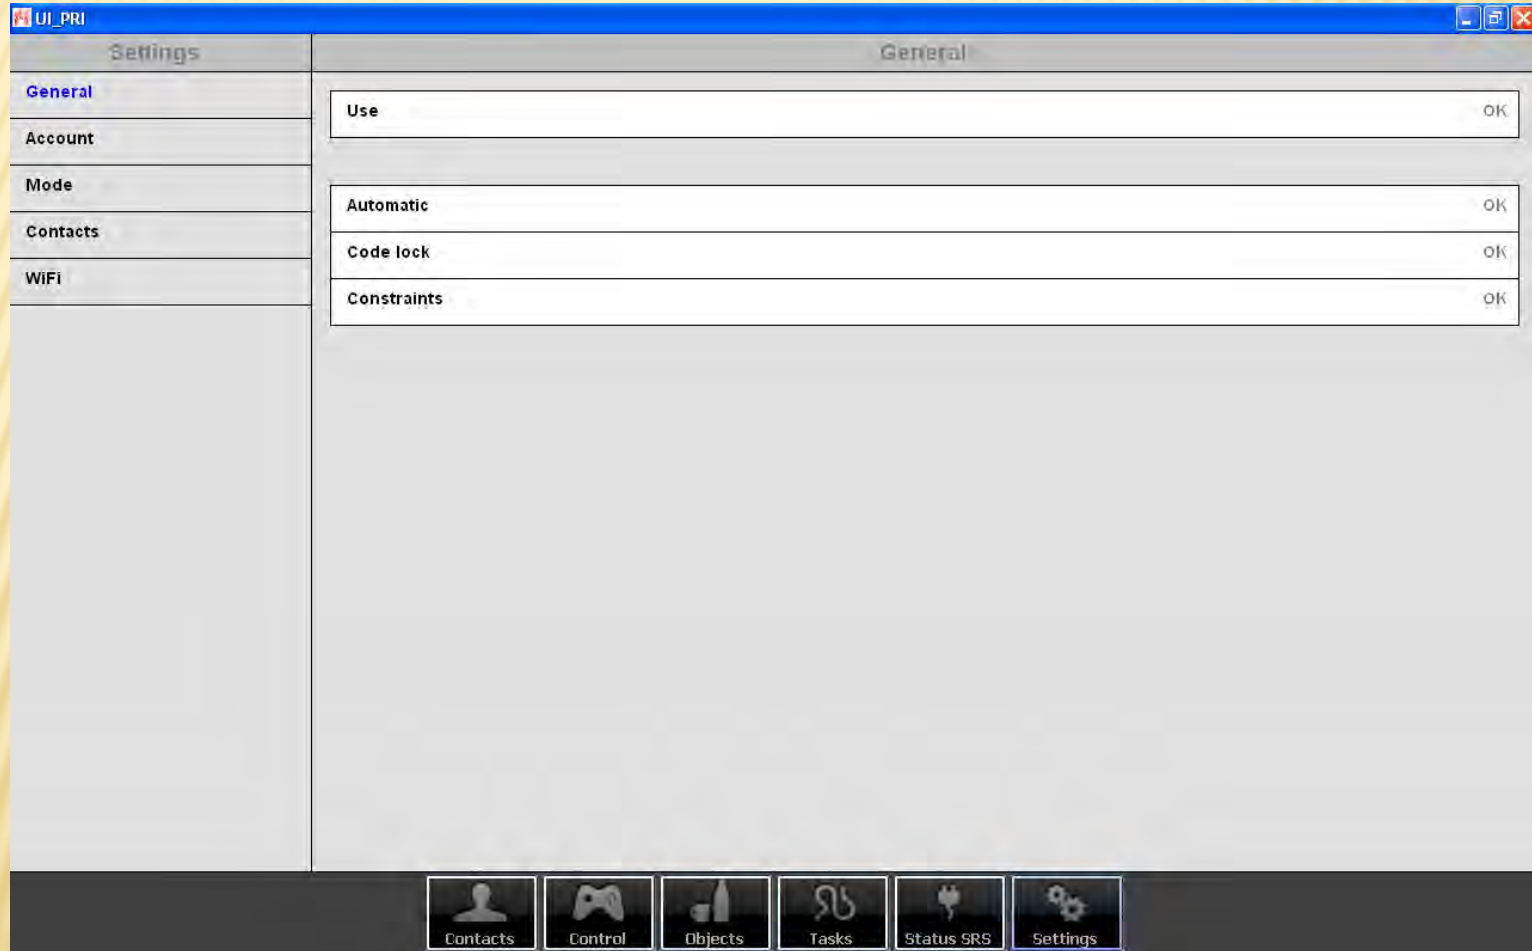 UI_PRI
Settings
General
General
Account
Mode
Contacts
WiFi
Use OK
Automatic OK
Code lock OK
Constraints OK
Contacts Control Objects Tasks Status SRS Settings